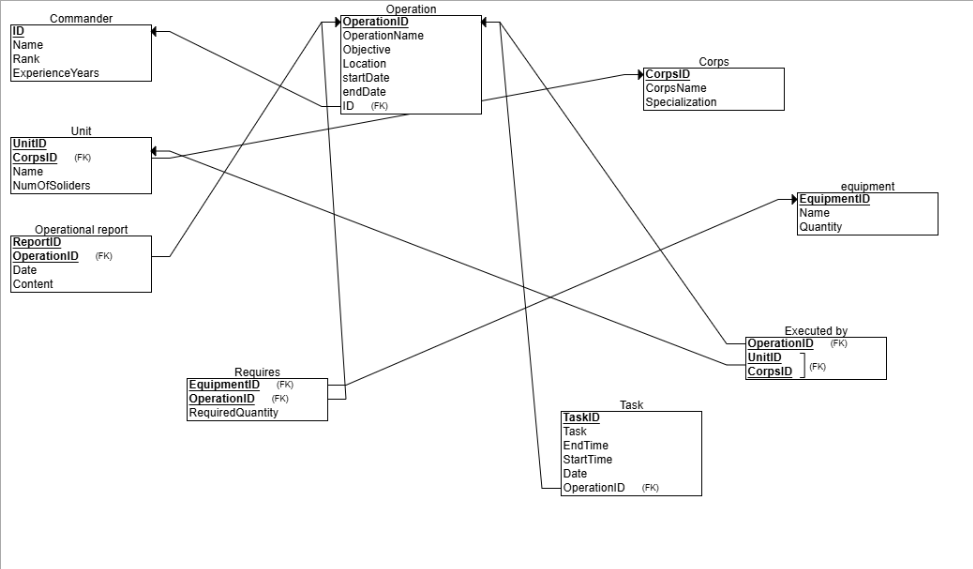 Commander
ID
Name
Rank
ExperienceYears
Operation
OperationID
OperationName
Objective
Location
startDate
endDate
ID (FK)
Corps
CorpsID
CorpsName
Specialization
Unit
UnitID
CorpsID (FK)
Name
NumOfSoliders
equipment
EquipmentID
Name
Quantity
Operational report
ReportID
OperationID (FK)
Date
Content
Executed by
OperationID (FK)
UnitID
CorpsID (FK)
Requires
EquipmentID (FK)
OperationID (FK)
RequiredQuantity
Task
TaskID
Task
EndTime
StartTime
Date
OperationID (FK)